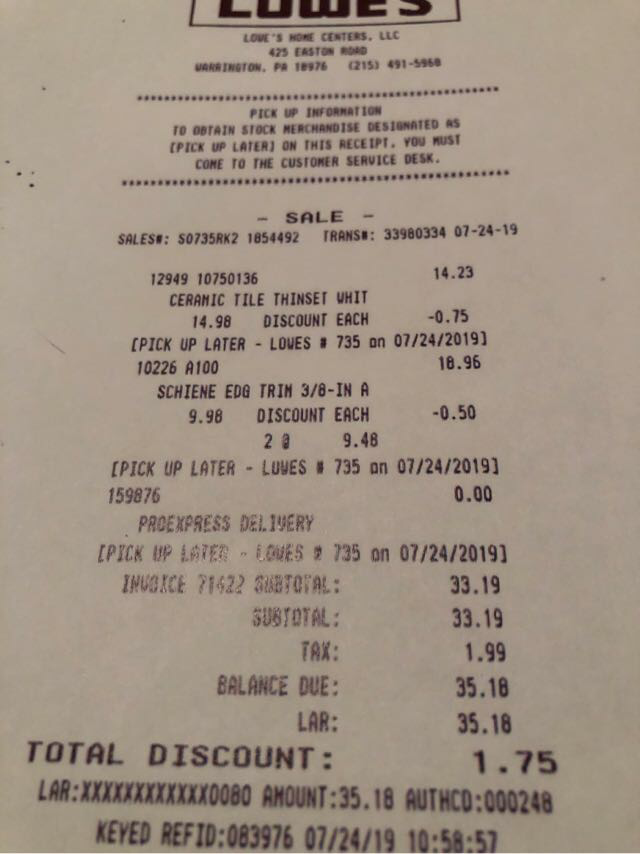 LOWE'S
LOWE'S HOME CENTERS, LLC
425 EASTON ROAD
WARRINGTON, PA 18976 (215) 491-5968
****************************************
PICK UP INFORMATION
TO OBTAIN STOCK MERCHANDISE DESIGNATED AS
[PICK UP LATER] ON THIS RECEIPT, YOU MUST
COME TO THE CUSTOMER SERVICE DESK.
****************************************
- SALE -
SALES#: S0735RK2 1854492 TRANS#: 33980334 07-24-19
12949 10750136 14.23
CERAMIC TILE THINSET WHIT
14.98 DISCOUNT EACH -0.75
[PICK UP LATER - LOWES # 735 on 07/24/2019]
10226 A100 18.96
SCHIENE EDG TRIM 3/8-IN A
9.98 DISCOUNT EACH -0.50
2 @ 9.48
[PICK UP LATER - LOWES # 735 on 07/24/2019]
159876 0.00
PROEXPRESS DELIVERY
[PICK UP LATER - LOWES # 735 on 07/24/2019]
INVOICE 71422 SUBTOTAL: 33.19
SUBTOTAL: 33.19
TAX: 1.99
BALANCE DUE: 35.18
LAR: 35.18
TOTAL DISCOUNT: 1.75
LAR:XXXXXXXXXXXX0080 AMOUNT:35.18 AUTHCD:000248
KEYED REFID:083976 07/24/19 10:58:57